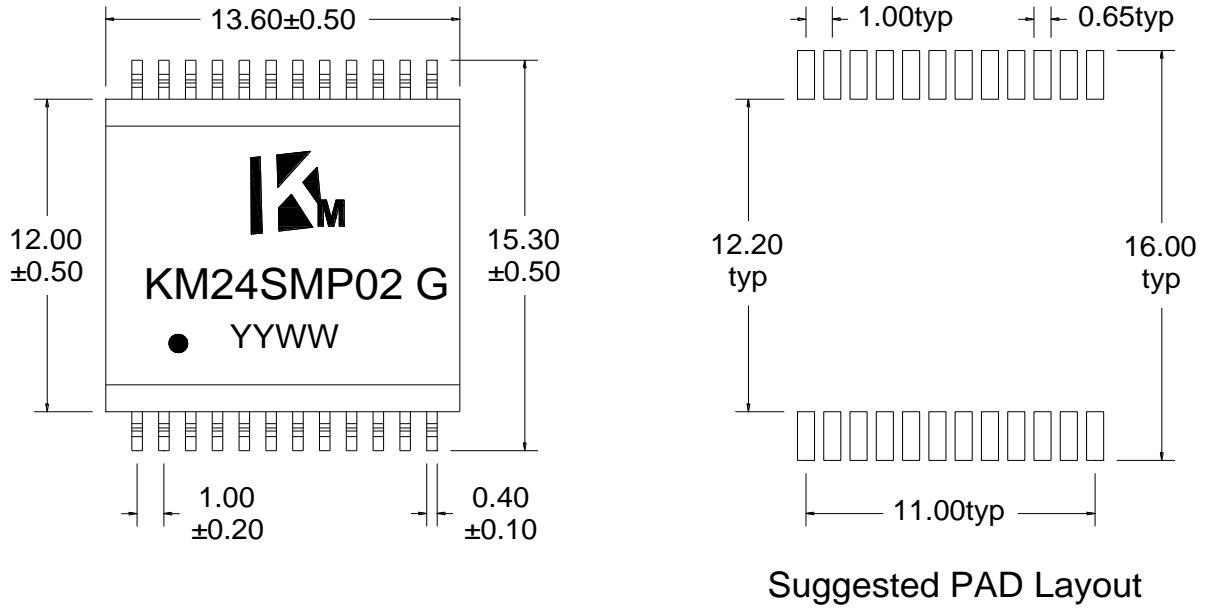 13.60±0.50
1.00typ
0.65typ
KM
12.00
±0.50
15.30
±0.50
KM24SMP02 G
YYWW
12.20
typ
16.00
typ
1.00
±0.20
0.40
±0.10
11.00typ
Suggested PAD Layout